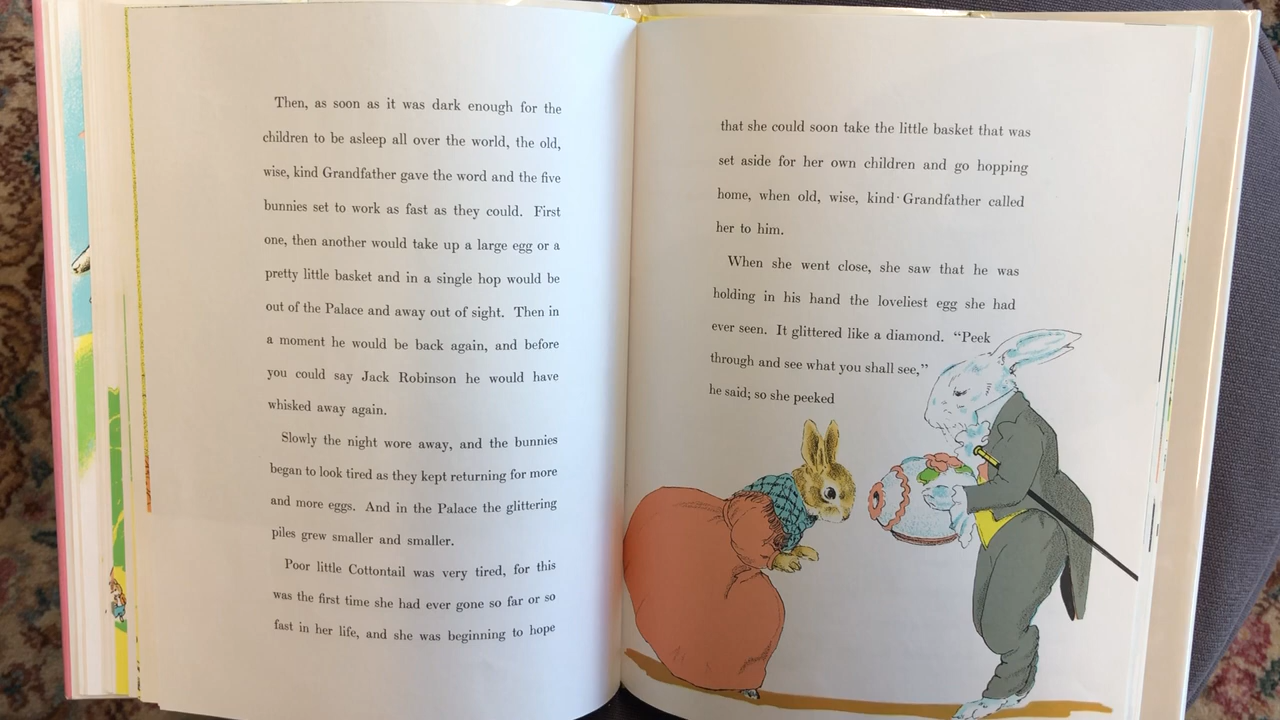 Then, as soon as it was dark enough for the
children to be asleep all over the world, the old,
wise, kind Grandfather gave the word and the five
bunnies set to work as fast as they could. First
one, then another would take up a large egg or a
pretty little basket and in a single hop would be
out of the Palace and away out of sight. Then in
a moment he would be back again, and before
you could say Jack Robinson he would have
whisked away again.
Slowly the night wore away, and the bunnies
began to look tired as they kept returning for more
and more eggs. And in the Palace the glittering
piles grew smaller and smaller.
Poor little Cottontail was very tired, for this
was the first time she had ever gone so far or so
fast in her life, and she was beginning to hope
that she could soon take the little basket that was
set aside for her own children and go hopping
home, when old, wise, kind Grandfather called
her to him.
When she went close, she saw that he was
holding in his hand the loveliest egg she had
ever seen. It glittered like a diamond. “Peek
through and see what you shall see,”
he said; so she peeked